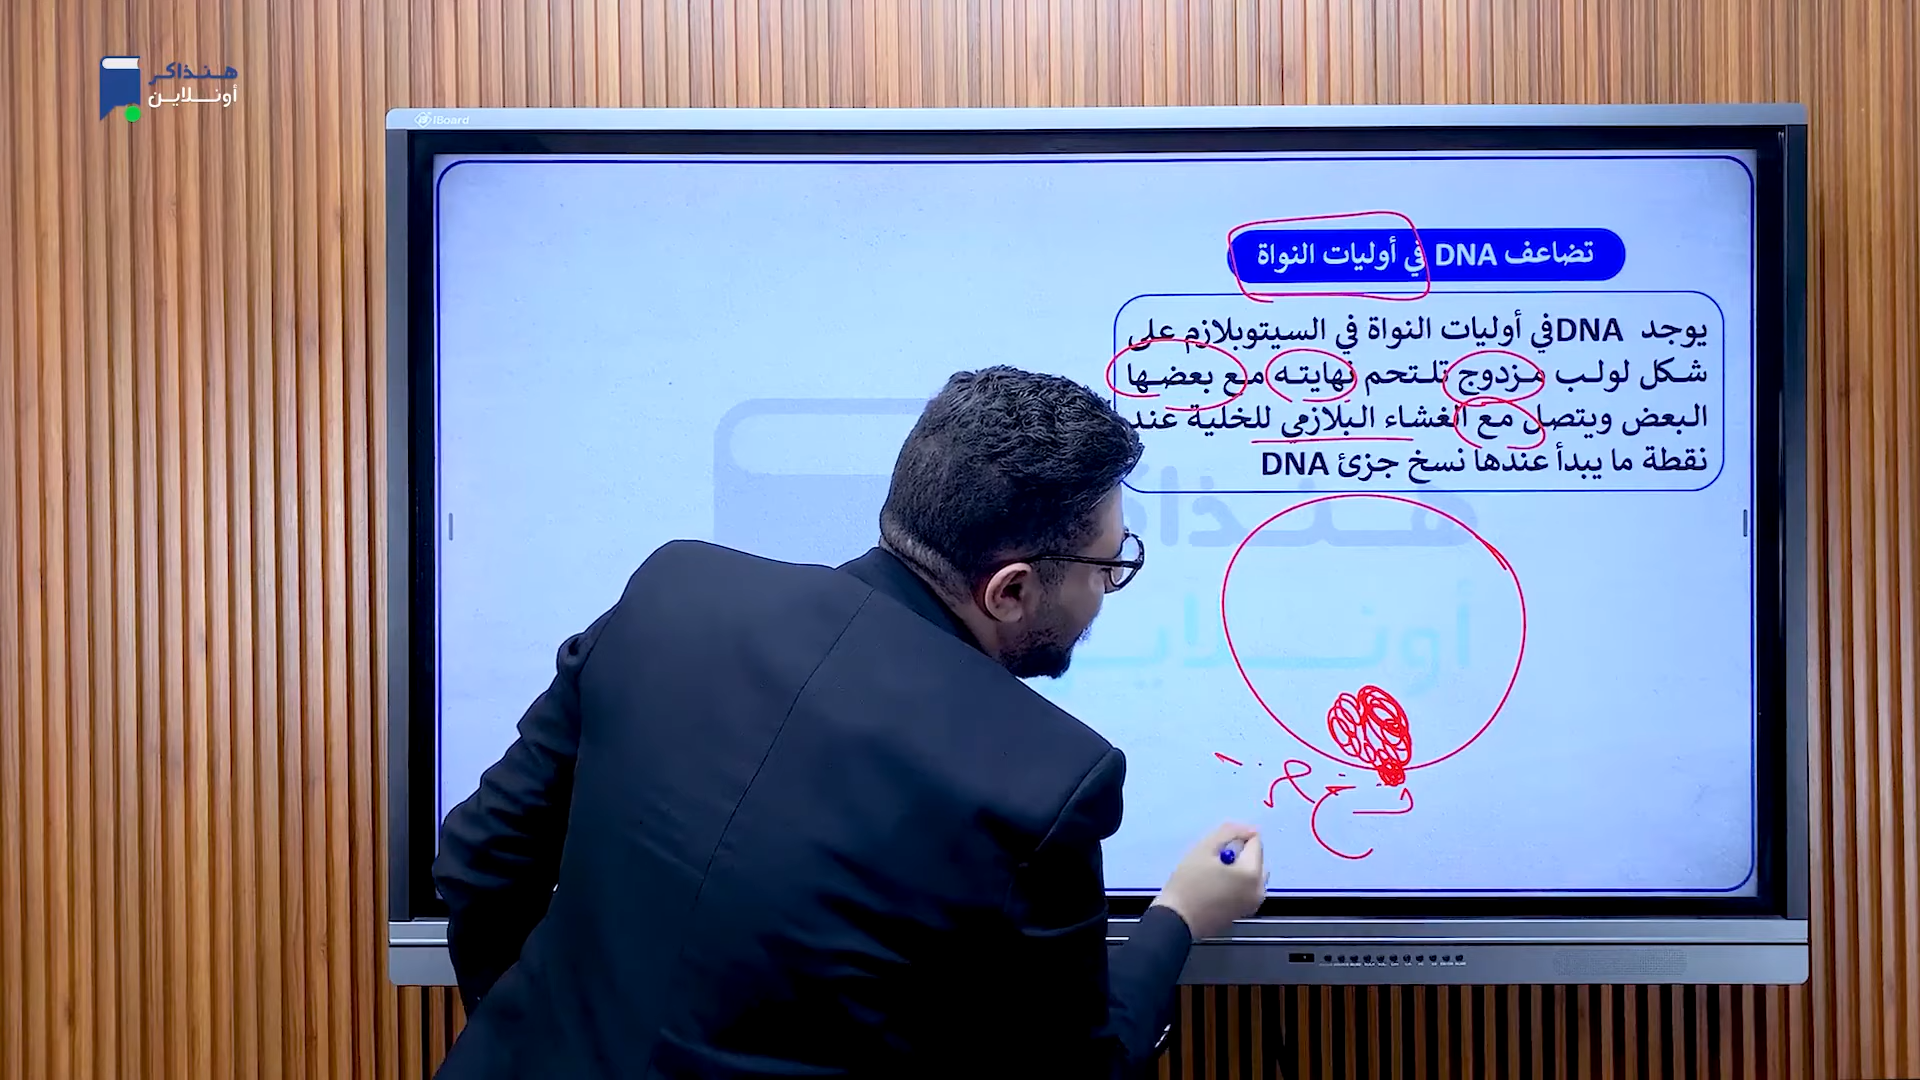 هنذاكر
أونلاين
iBoard
تضاعف DNA في أوليات النواة
يوجد DNA في أوليات النواة في السيتوبلازم على
شكل لولب مزدوج تلتحم نهايته مع بعضها
البعض ويتصل مع الغشاء البلازمي للخلية عند
نقطة ما يبدأ عندها نسخ جزئ DNA